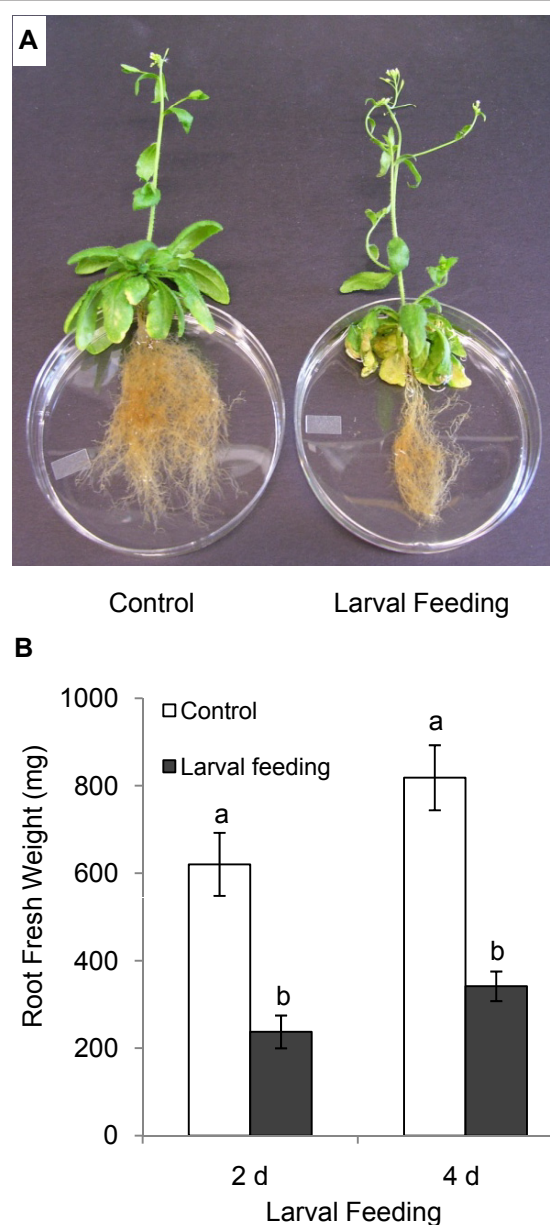 A
Control Larval Feeding
B
Root Fresh Weight (mg)
1000
800
600
400
200
0
Control
Larval feeding
a
b
a
b
2 d 4 d
Larval Feeding